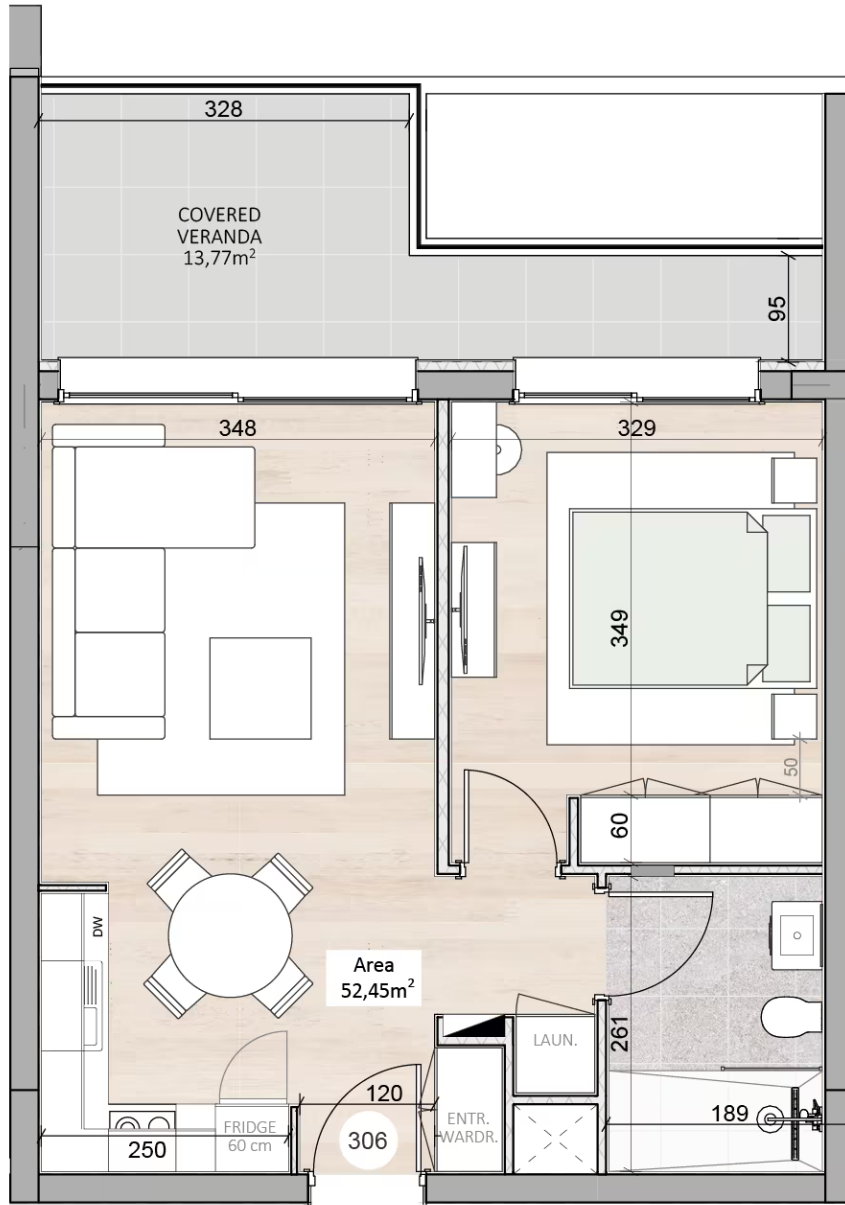 328
COVERED
VERANDA
13,77m²
95
348
329
349
50
60
DW
Area
52,45m²
LAUN.
261
120
189
FRIDGE
60 cm
ENTR.
WARDR.
250
306